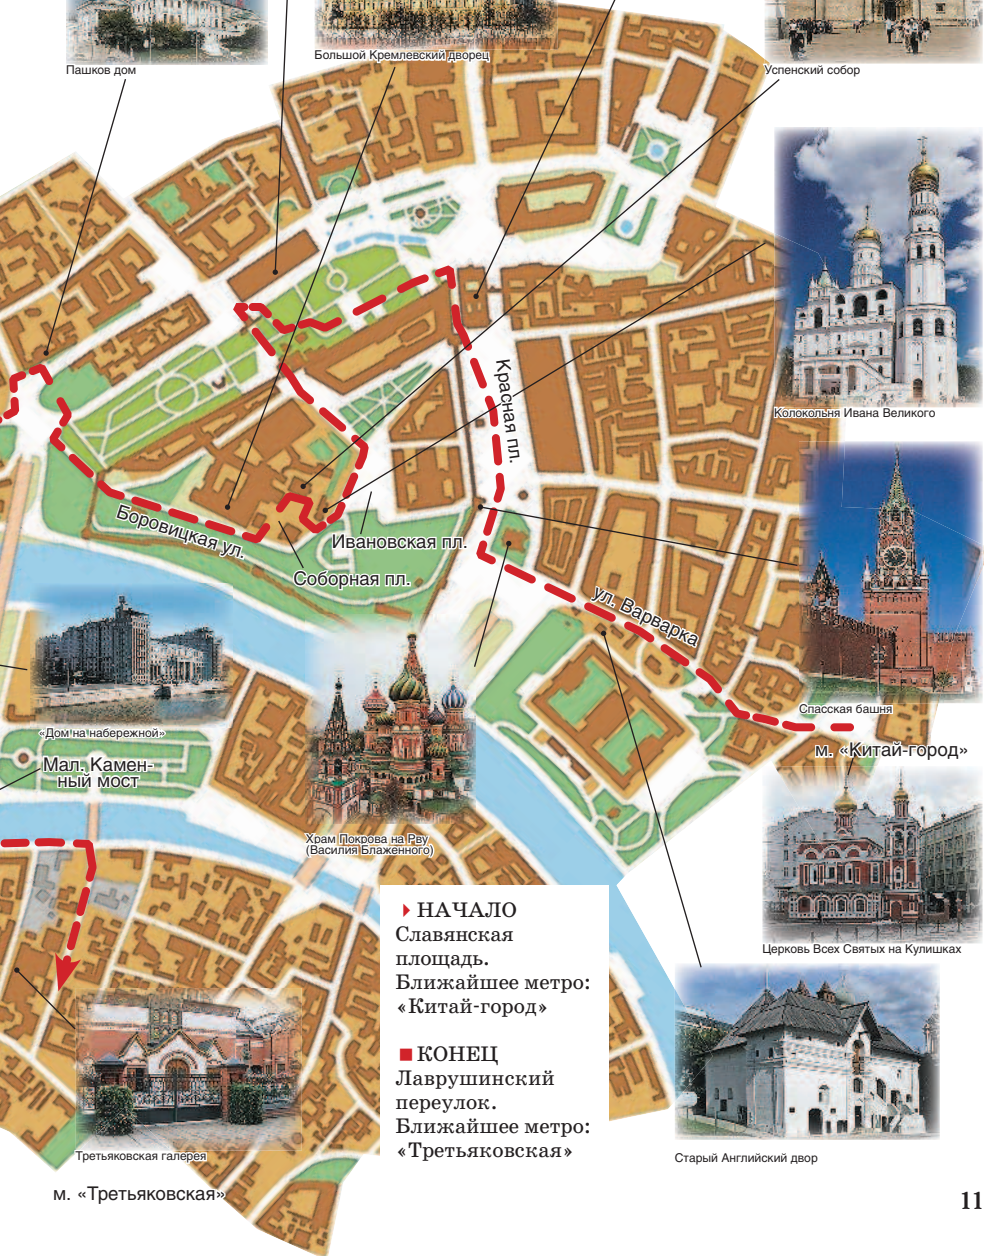 Пашков дом
Большой Кремлевский дворец
Успенский собор
Колокольня Ивана Великого
Красная пл.
Боровицкая ул.
Ивановская пл.
Соборная пл.
ул. Варварка
Спасская башня
м. «Китай-город»
«Дом на набережной»
Мал. Камен-
ный мост
Храм Покрова на Рву
(Василия Блаженного)
Церковь Всех Святых на Кулишках
НАЧАЛО
Славянская
площадь.
Ближайшее метро:
«Китай-город»
КОНЕЦ
Лаврушинский
переулок.
Ближайшее метро:
«Третьяковская»
Третьяковская галерея
Старый Английский двор
м. «Третьяковская»
11